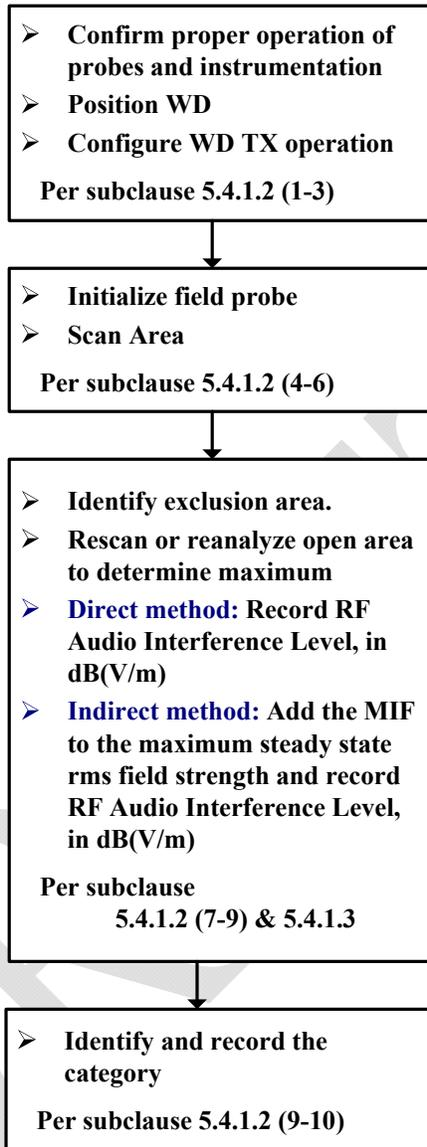 ➢ Confirm proper operation of
probes and instrumentation
➢ Position WD
➢ Configure WD TX operation
Per subclause 5.4.1.2 (1-3)
➢ Initialize field probe
➢ Scan Area
Per subclause 5.4.1.2 (4-6)
➢ Identify exclusion area.
➢ Rescan or reanalyze open area
to determine maximum
➢ Direct method: Record RF
Audio Interference Level, in
dB(V/m)
➢ Indirect method: Add the MIF
to the maximum steady state
rms field strength and record
RF Audio Interference Level,
in dB(V/m)
Per subclause
5.4.1.2 (7-9) & 5.4.1.3
➢ Identify and record the
category
Per subclause 5.4.1.2 (9-10)